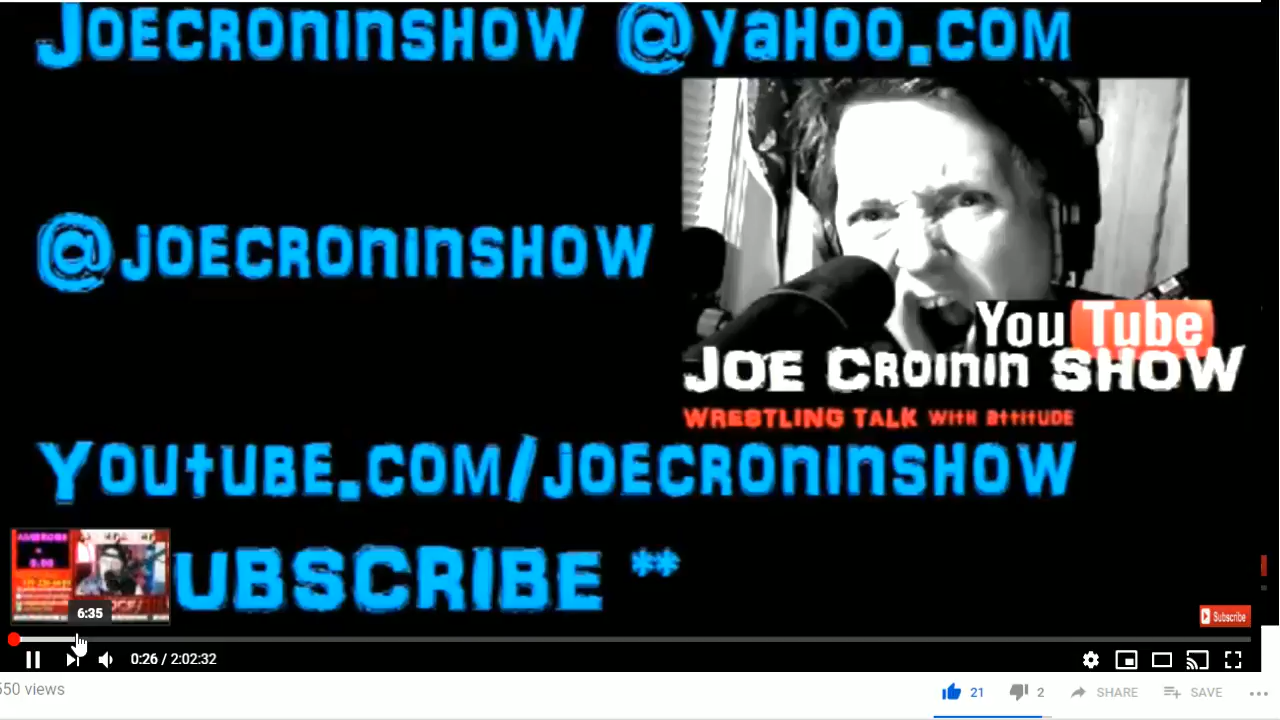 Joecroninshow @yahoo.com
@joecroninshow
YouTube
Joe Croinin Show
Wrestling Talk with attitude
Youtube.com/joecroninshow
UBSCRIBE **
6:35
Subscribe
0:26 / 2:02:32
550 views
21
2
SHARE
SAVE